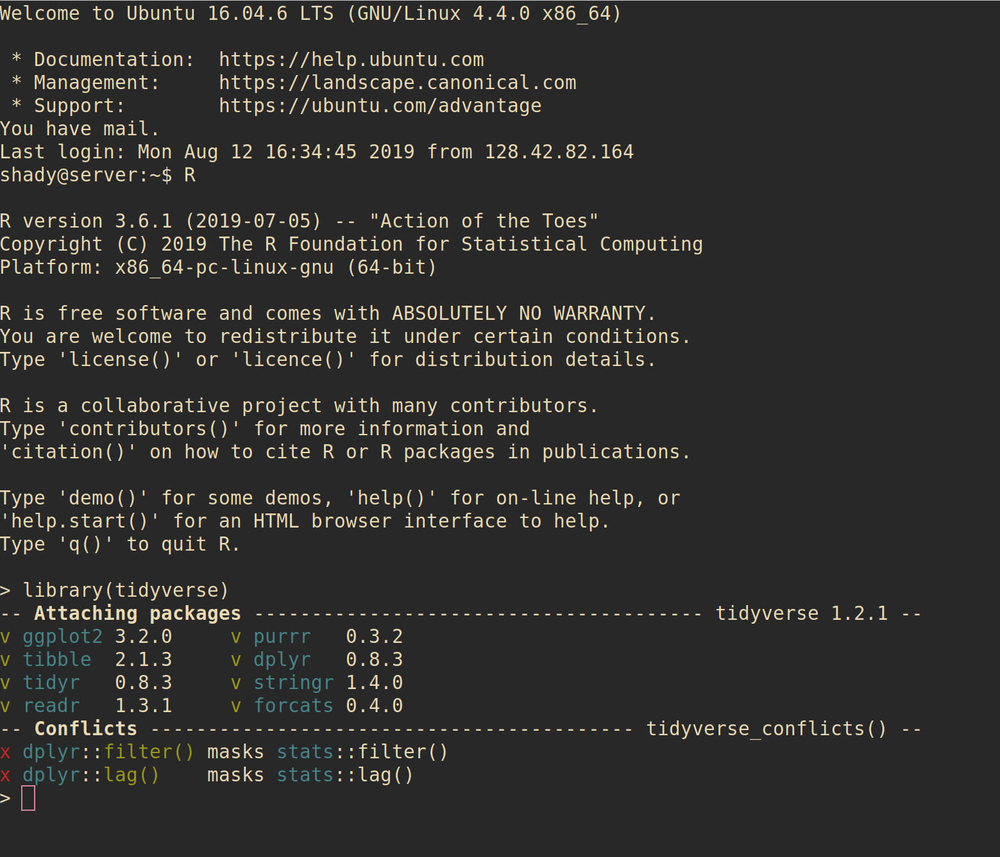 Welcome to Ubuntu 16.04.6 LTS (GNU/Linux 4.4.0 x86_64)

 * Documentation:  https://help.ubuntu.com
 * Management:     https://landscape.canonical.com
 * Support:        https://ubuntu.com/advantage
You have mail.
Last login: Mon Aug 12 16:34:45 2019 from 128.42.82.164
shady@server:~$ R

R version 3.6.1 (2019-07-05) -- "Action of the Toes"
Copyright (C) 2019 The R Foundation for Statistical Computing
Platform: x86_64-pc-linux-gnu (64-bit)

R is free software and comes with ABSOLUTELY NO WARRANTY.
You are welcome to redistribute it under certain conditions.
Type 'license()' or 'licence()' for distribution details.

R is a collaborative project with many contributors.
Type 'contributors()' for more information and
'citation()' on how to cite R or R packages in publications.

Type 'demo()' for some demos, 'help()' for on-line help, or
'help.start()' for an HTML browser interface to help.
Type 'q()' to quit R.

> library(tidyverse)
-- Attaching packages --------------------------------------- tidyverse 1.2.1 --
v ggplot2 3.2.0     v purrr   0.3.2
v tibble  2.1.3     v dplyr   0.8.3
v tidyr   0.8.3     v stringr 1.4.0
v readr   1.3.1     v forcats 0.4.0
-- Conflicts ------------------------------------------ tidyverse_conflicts() --
x dplyr::filter() masks stats::filter()
x dplyr::lag()    masks stats::lag()
>